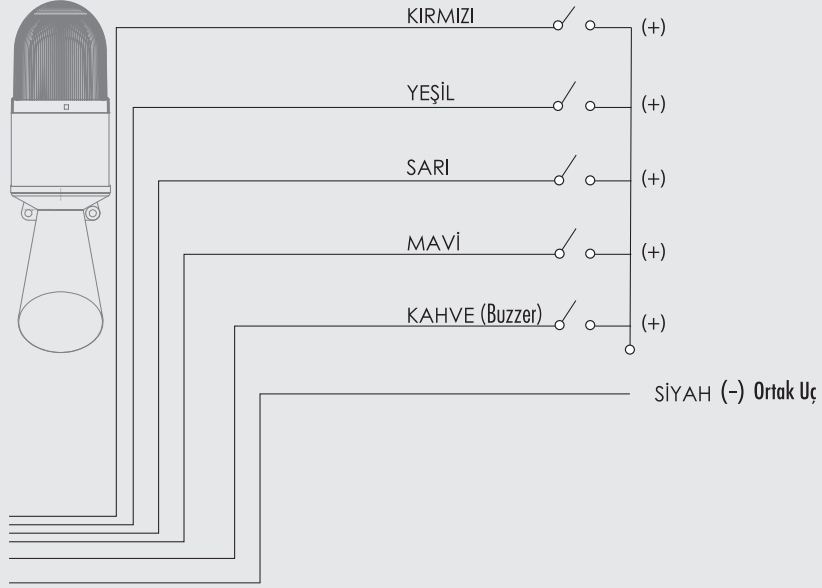 KIRMIZI (+)
YEŞİL (+)
SARI (+)
MAVİ (+)
KAHVE (Buzzer) (+)
SİYAH (-) Ortak Uç